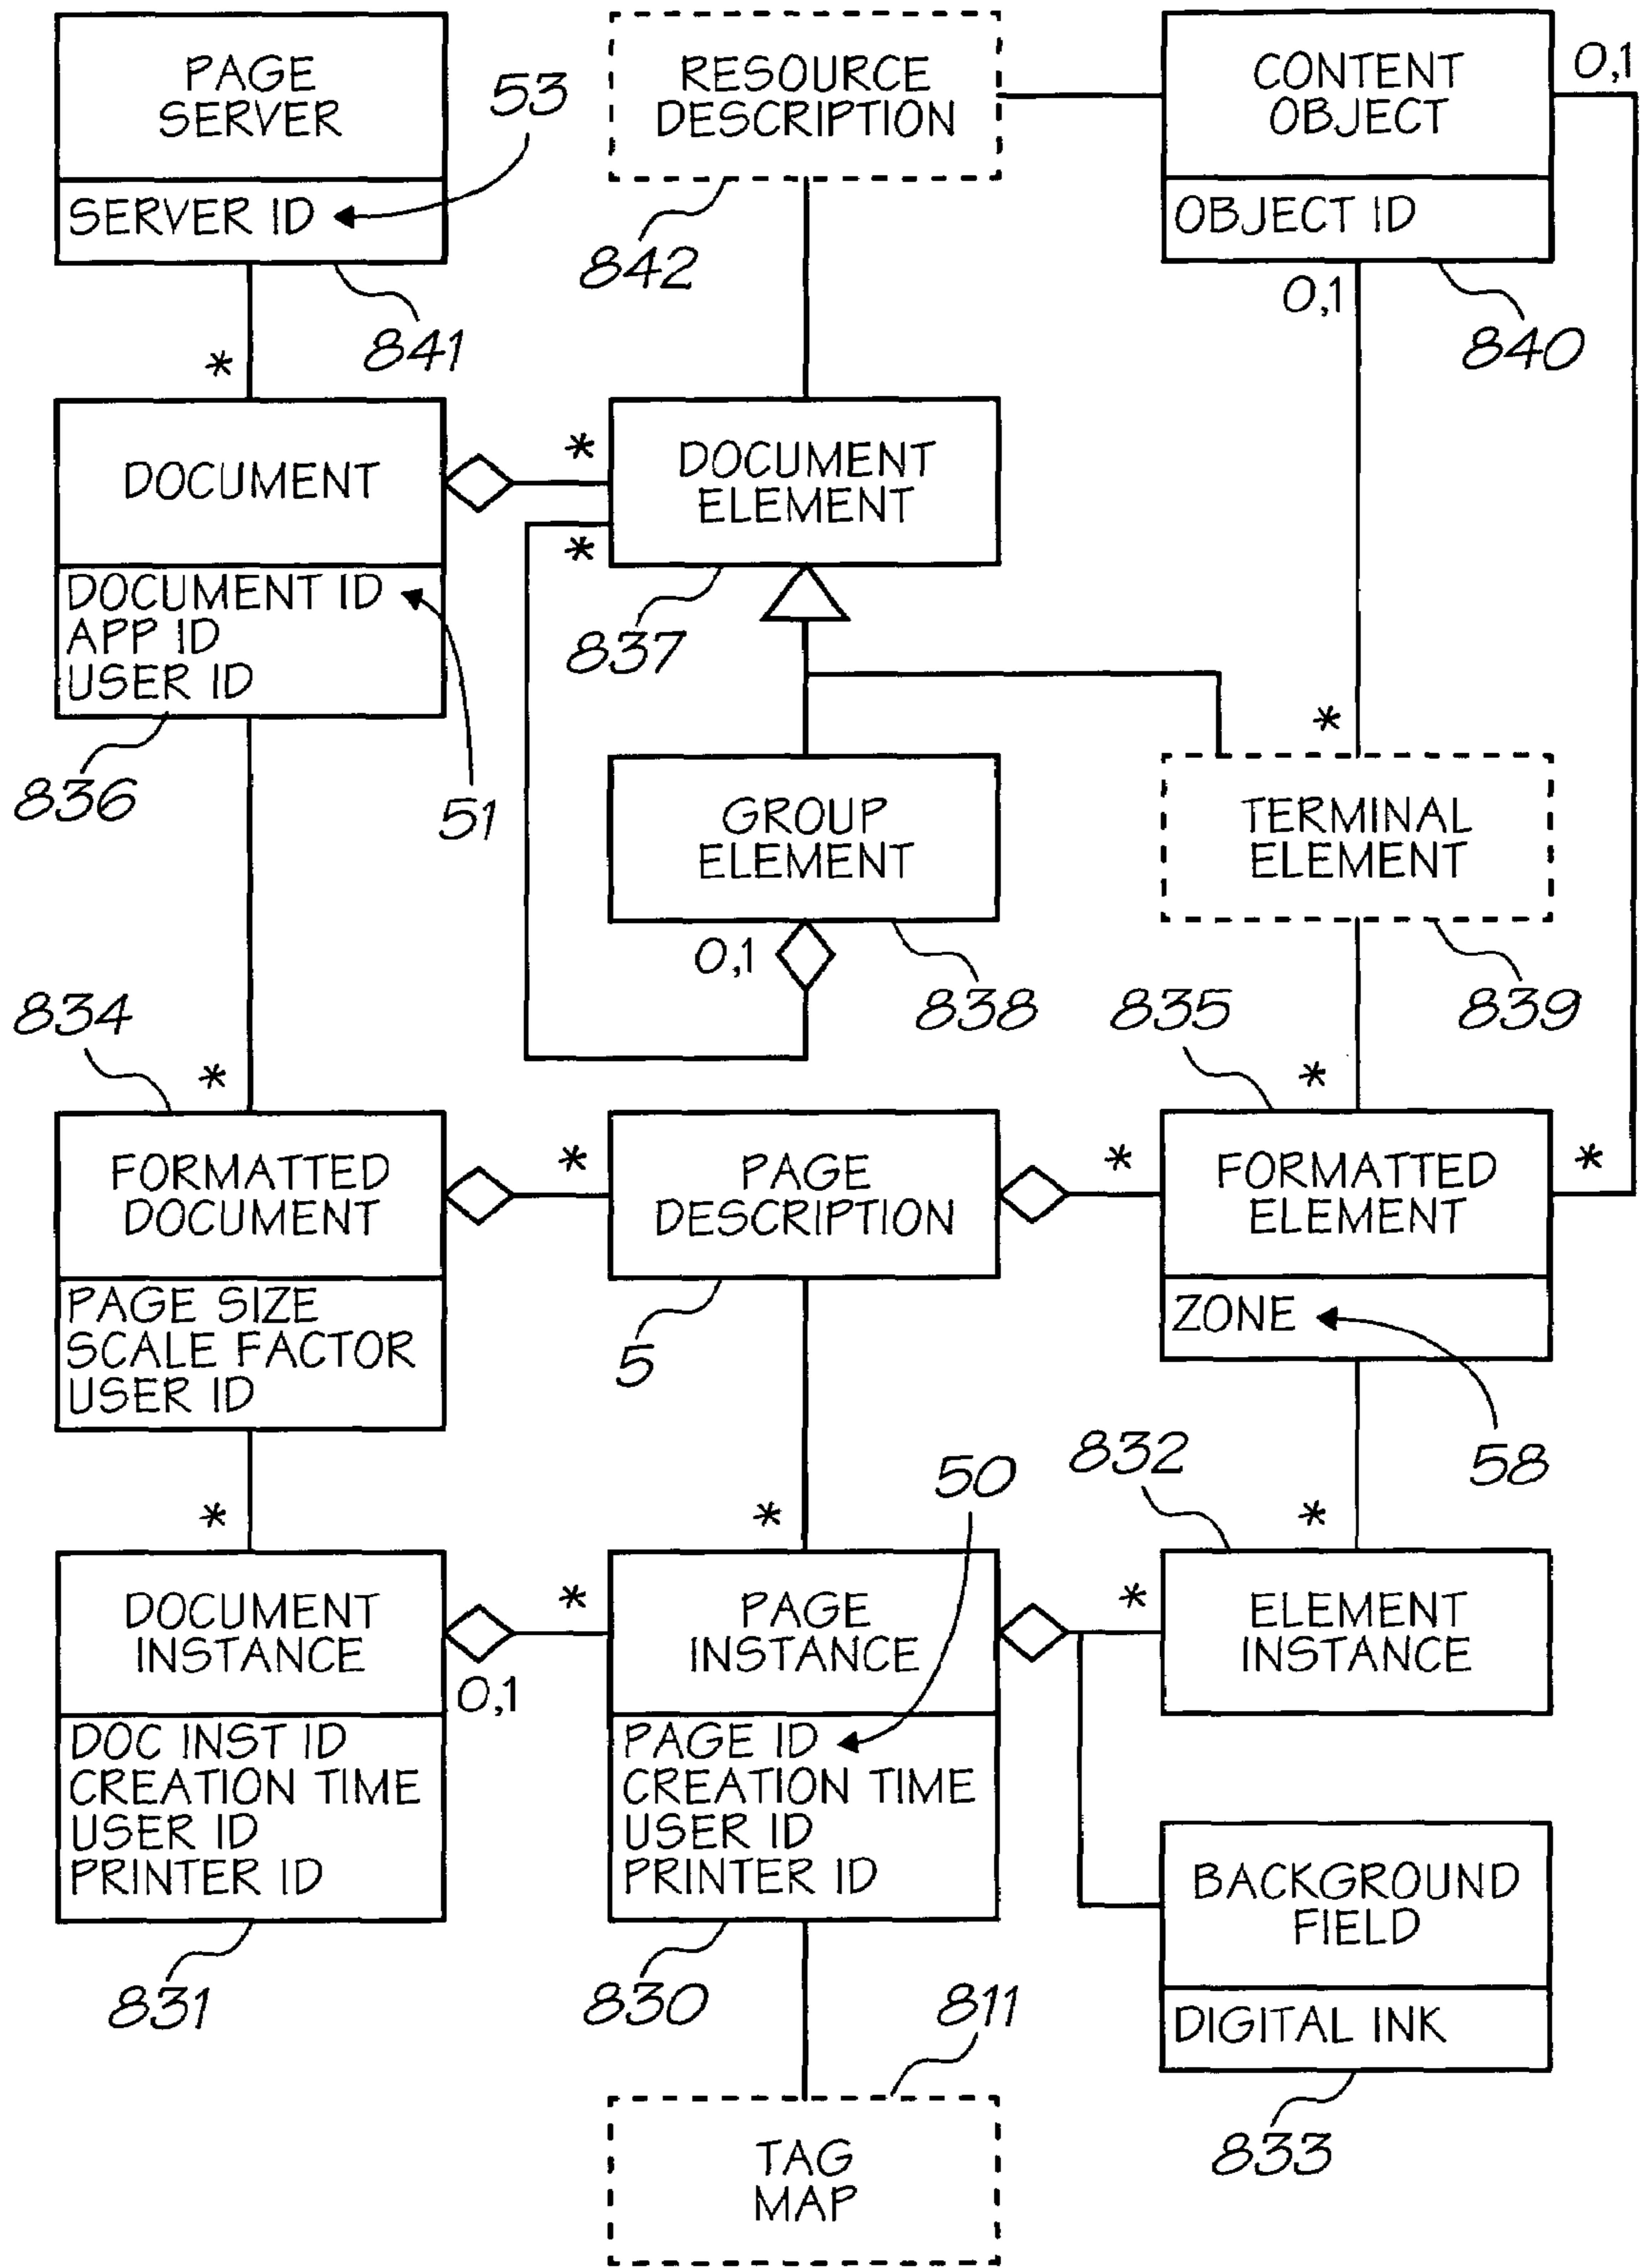 PAGE
SERVER
SERVER ID
53
841
RESOURCE
DESCRIPTION
842
CONTENT
OBJECT
OBJECT ID
0,1
0,1
840
*
DOCUMENT
DOCUMENT ID
APP ID
USER ID
836
51
*
*
DOCUMENT
ELEMENT
837
GROUP
ELEMENT
0,1
838
*
TERMINAL
ELEMENT
839
834
*
FORMATTED
DOCUMENT
PAGE SIZE
SCALE FACTOR
USER ID
*
PAGE
DESCRIPTION
5
835
*
*
*
FORMATTED
ELEMENT
ZONE
58
*
DOCUMENT
INSTANCE
0,1
DOC INST ID
CREATION TIME
USER ID
PRINTER ID
831
*
*
50
PAGE
INSTANCE
PAGE ID
CREATION TIME
USER ID
PRINTER ID
830
832
*
*
ELEMENT
INSTANCE
BACKGROUND
FIELD
DIGITAL INK
833
811
TAG
MAP